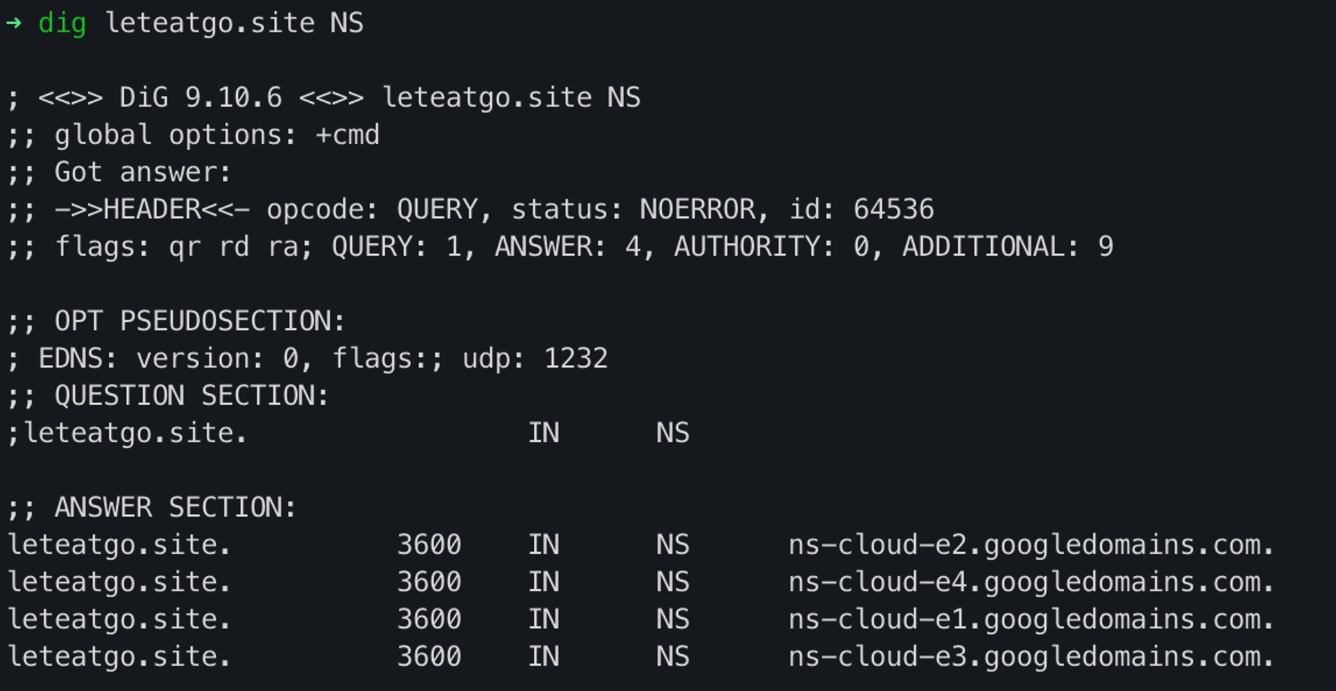 → dig leteatgo.site NS
; <<>> DiG 9.10.6 <<>> leteatgo.site NS
;; global options: +cmd
;; Got answer:
;; ->>HEADER<<- opcode: QUERY, status: NOERROR, id: 64536
;; flags: qr rd ra; QUERY: 1, ANSWER: 4, AUTHORITY: 0, ADDITIONAL: 9
;; OPT PSEUDOSECTION:
; EDNS: version: 0, flags:; udp: 1232
;; QUESTION SECTION:
;leteatgo.site. IN NS
;; ANSWER SECTION:
leteatgo.site. 3600 IN NS ns-cloud-e2.googledomains.com.
leteatgo.site. 3600 IN NS ns-cloud-e4.googledomains.com.
leteatgo.site. 3600 IN NS ns-cloud-e1.googledomains.com.
leteatgo.site. 3600 IN NS ns-cloud-e3.googledomains.com.